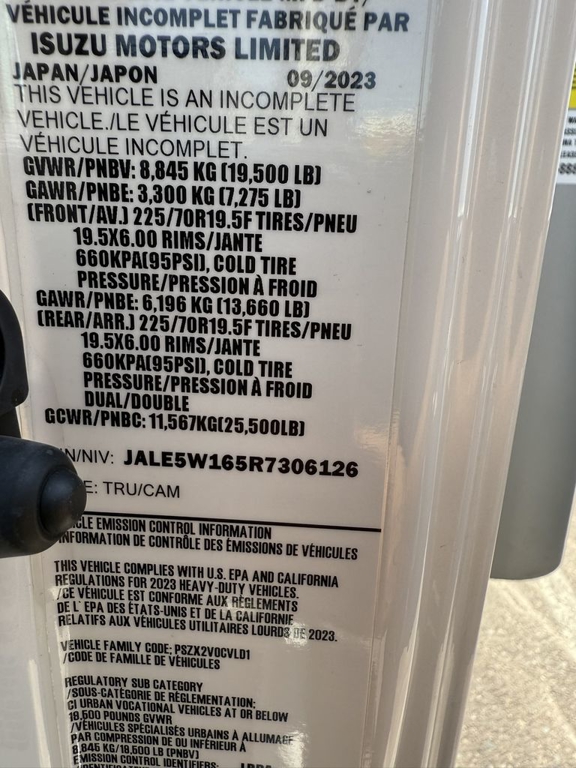 VÉHICULE INCOMPLET FABRIQUÉ PAR
ISUZU MOTORS LIMITED
JAPAN/JAPON 09/2023
THIS VEHICLE IS AN INCOMPLETE
VEHICLE./LE VÉHICULE EST UN
VÉHICULE INCOMPLET.
GVWR/PNBV: 8,845 KG (19,500 LB)
GAWR/PNBE: 3,300 KG (7,275 LB)
(FRONT/AV.) 225/70R19.5F TIRES/PNEU
19.5X6.00 RIMS/JANTE
660KPA(95PSI), COLD TIRE
PRESSURE/PRESSION À FROID
GAWR/PNBE: 6,196 KG (13,660 LB)
(REAR/ARR.) 225/70R19.5F TIRES/PNEU
19.5X6.00 RIMS/JANTE
660KPA(95PSI), COLD TIRE
PRESSURE/PRESSION À FROID
DUAL/DOUBLE
GCWR/PNBC: 11,567KG(25,500LB)
N/NIV: JALE5W165R7306126
E: TRU/CAM
CLE EMISSION CONTROL INFORMATION
NFORMATION DE CONTRÔLE DES ÉMISSIONS DE VÉHICULES
THIS VEHICLE COMPLIES WITH U.S. EPA AND CALIFORNIA
REGULATIONS FOR 2023 HEAVY-DUTY VEHICLES.
/CE VÉHICULE EST CONFORME AUX RÈGLEMENTS
DE L' EPA DES ÉTATS-UNIS ET DE LA CALIFORNIE
RELATIFS AUX VÉHICULES UTILITAIRES LOURDS DE 2023.
VEHICLE FAMILY CODE: PSZX2VOCVLD1
/CODE DE FAMILLE DE VÉHICULES
REGULATORY SUB CATEGORY
/SOUS-CATÉGORIE DE RÈGLEMENTATION:
CI URBAN VOCATIONAL VEHICLES AT OR BELOW
19,500 POUNDS GVWR
/VÉHICULES SPÉCIALISÉS URBAINS À ALLUMAGE
PAR COMPRESSION DE OU INFÉRIEUR À
8,845 KG/19,500 LB (PNBV)
EMISSION CONTROL IDENTIFIERS: